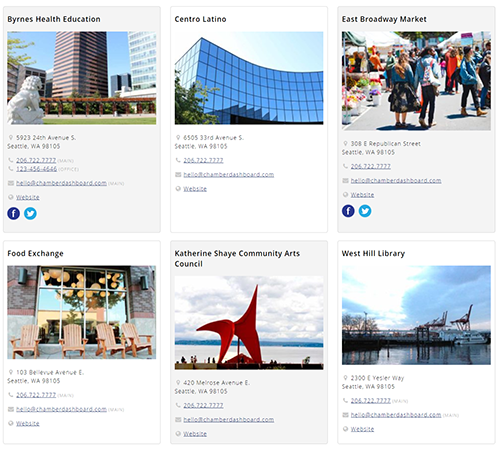 Byrnes Health Education
5923 24th Avenue S.
Seattle, WA 98105
206.722.7777 (MAIN)
123-456-4646 (OFFICE)
hello@chamberdashboard.com (MAIN)
Website
Centro Latino
6505 33rd Avenue S.
Seattle, WA 98105
206.722.7777
hello@chamberdashboard.com
Website
East Broadway Market
308 E Republican Street
Seattle, WA 98105
206.722.7777
hello@chamberdashboard.com
Website
Food Exchange
103 Bellevue Avenue E.
Seattle, WA 98105
206.722.7777 (MAIN)
hello@chamberdashboard.com (MAIN)
Website
Katherine Shaye Community Arts
Council
420 Melrose Avenue E.
Seattle, WA 98105
206.722.7777
hello@chamberdashboard.com
Website
West Hill Library
2300 E Yesler Way
Seattle, WA 98105
206.722.7777 (MAIN)
hello@chamberdashboard.com (MAIN)
Website